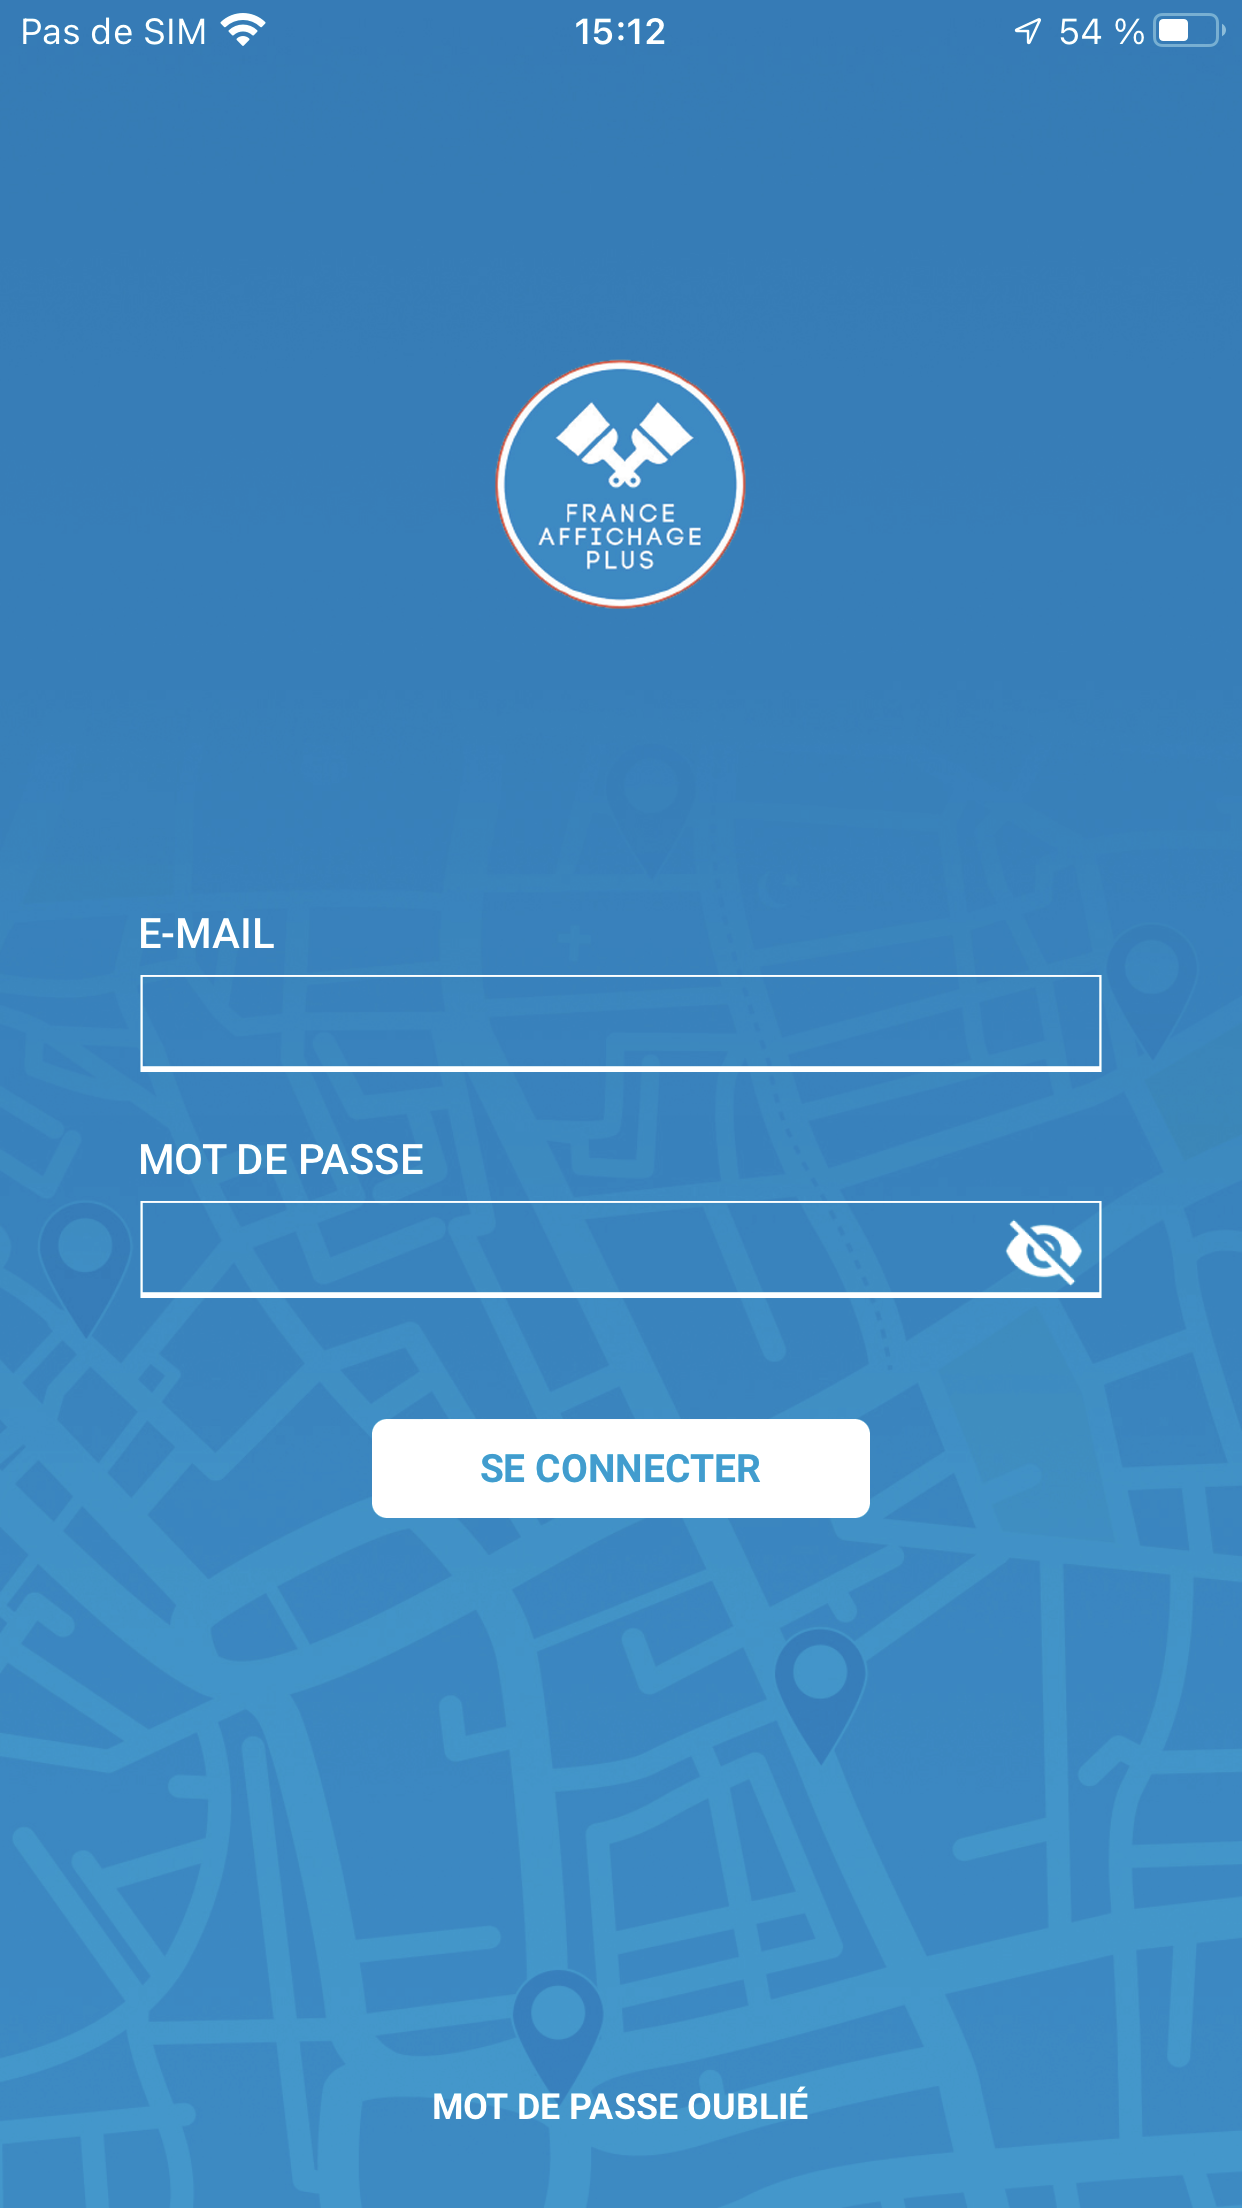 Pas de SIM 15:12 54 %
FRANCE
AFFICHAGE
PLUS
E-MAIL
MOT DE PASSE
SE CONNECTER
MOT DE PASSE OUBLIÉ